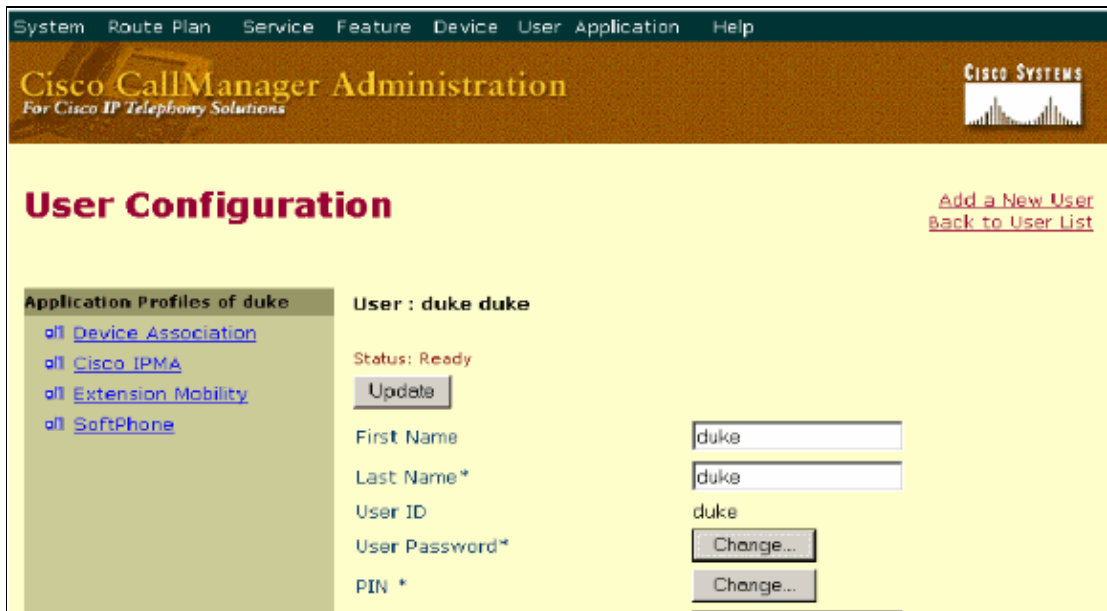 System Route Plan Service Feature Device User Application Help
Cisco CallManager Administration
For Cisco IP Telephony Solutions
CISCO SYSTEMS
User Configuration
Add a New User
Back to User List
Application Profiles of duke
Device Association
Cisco IPMA
Extension Mobility
SoftPhone
User : duke duke
Status: Ready
Update
First Name duke
Last Name* duke
User ID duke
User Password* Change...
PIN * Change...